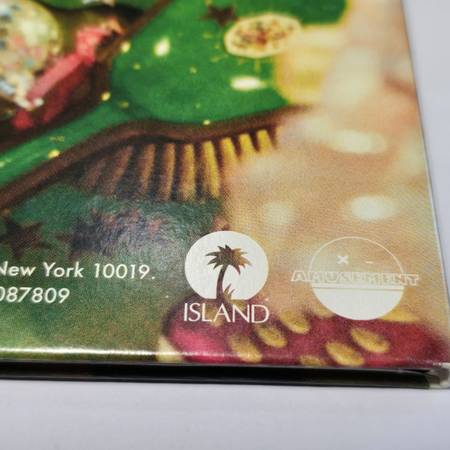 New York 10019.
087809
ISLAND
AMUSEMENT